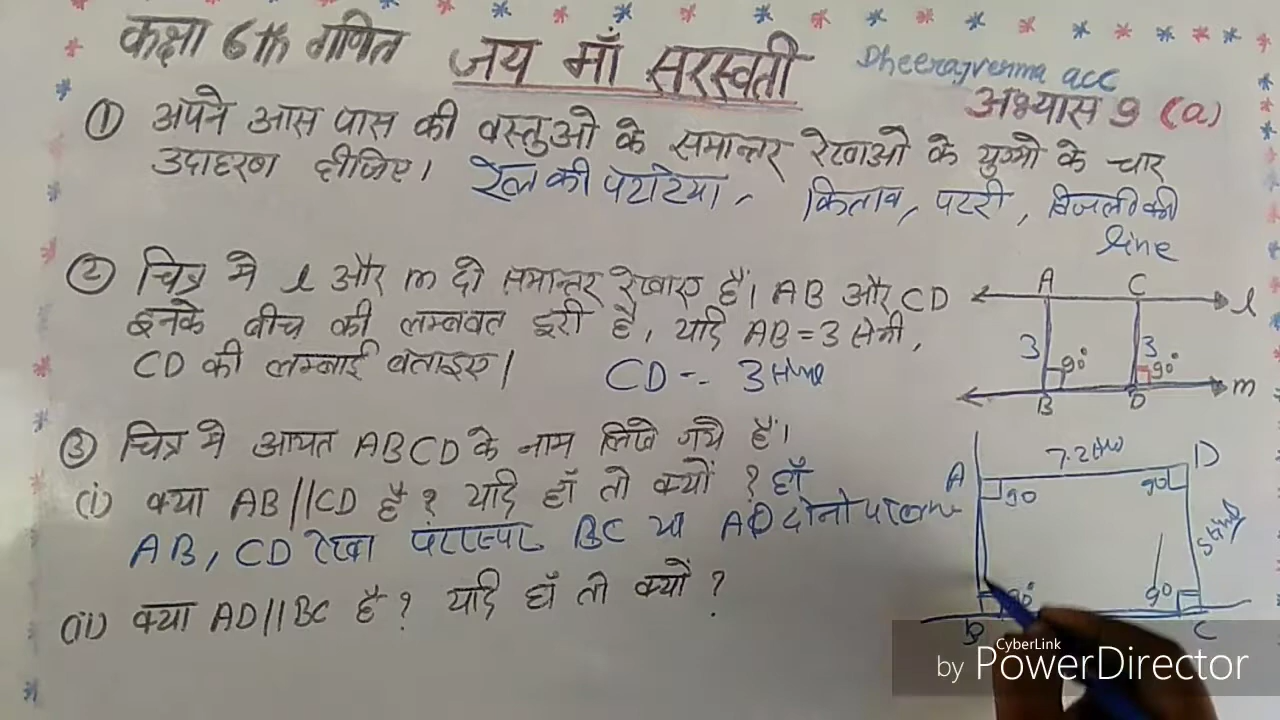 कक्षा 6th गणित
जय माँ सरस्वती
Dheerajverma acc
अभ्यास 9 (a)
① अपने आस पास की वस्तुओ के समान्तर रेखाओ के युग्मो के चार
उदाहरण दीजिए। रेल की पटरिया, किताब, पटरी, बिजली की
line
② चित्र मे l और m दो समान्तर रेखाए हैं। AB और CD
इनके बीच की लम्बवत दूरी है, यदि AB = 3 सेमी,
CD की लम्बाई बताइए। CD -- 3 सेमी
A C l
3 90° 3 90°
B D m
③ चित्र मे आयत ABCD के नाम लिखे गये हैं।
(i) क्या AB//CD है? यदि हाँ तो क्यों? हाँ
AB, CD रेखा BC या AD दोनो पर लम्ब
(ii) क्या AD//BC है? यदि हाँ तो क्यों?
A 7.2 सेमी D
90 90
90° 90
B C
CyberLink
by PowerDirector